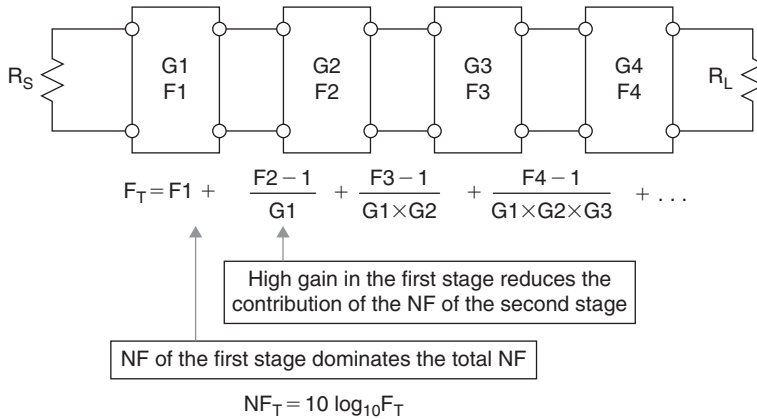 R_S G1 G2 G3 G4 R_L
F1 F2 F3 F4
F_T = F1 + (F2 − 1)/(G1) + (F3 − 1)/(G1×G2) + (F4 − 1)/(G1×G2×G3) + . . .
High gain in the first stage reduces the
contribution of the NF of the second stage
NF of the first stage dominates the total NF
NF_T = 10 log_10 F_T